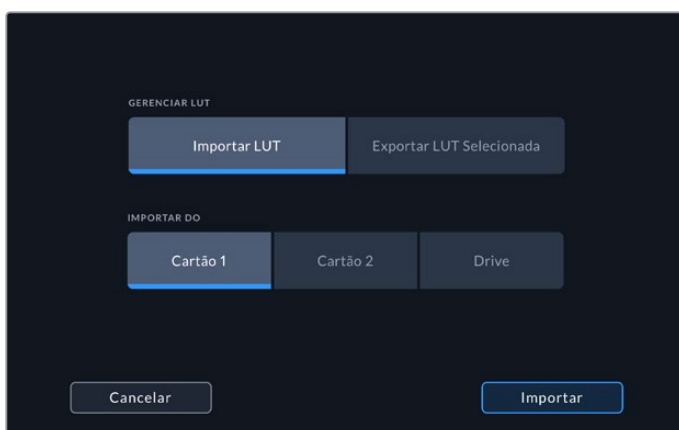 GERENCIAR LUT
Importar LUT Exportar LUT Selecionada
IMPORTAR DO
Cartão 1 Cartão 2 Drive
Cancelar Importar